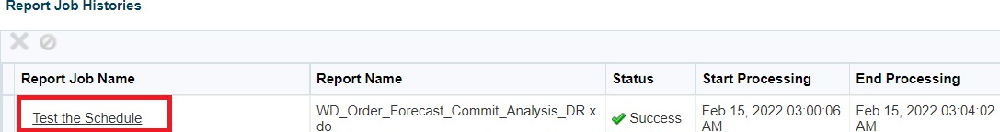 Report Job Histories
Report Job Name Report Name Status Start Processing End Processing
Test the Schedule WD_Order_Forecast_Commit_Analysis_DR.x Success Feb 15, 2022 03:00:06 Feb 15, 2022 03:04:02
do AM AM